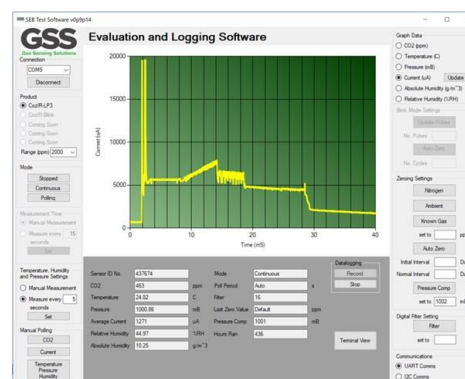 SEB Test Software v0p9p14
GSS
Gas Sensing Solutions
Evaluation and Logging Software
Connection
COM5
Disconnect
Product
CozIR-LP3
CozIR-Blink
Coming Soon
Coming Soon
Coming Soon
Range (ppm) 2000
Mode
Stopped
Continuous
Polling
Measurement Time
Manual Measurement
Measure every 15
seconds
Set
Temperature, Humidity
and Pressure Settings
Manual Measurement
Measure every 5
seconds
Set
Manual Polling
CO2
Current
Temperature
Pressure
Humidity
Current (uA)
20000
15000
10000
5000
0
0 10 20 30 40
Time (mS)
Sensor ID No. 437674
CO2 463 ppm
Temperature 24.82 C
Pressure 1000.86 mB
Average Current 1271 uA
Relative Humidity 44.97 %RH
Absolute Humidity 10.25 g/m^3
Mode Continuous
Poll Period Auto s
Filter 16
Last Zero Value Default ppm
Pressure Comp 1001 mB
Hours Ran 436
Datalogging
Record
Stop
Terminal View
Graph Data
CO2 (ppm)
Temperature (C)
Pressure (mB)
Current (uA) Update
Absolute Humidity (g/m^3)
Relative Humidity (%RH)
Blink Mode Settings
Update Pulses
No. Pulses
Auto Zero
No. Cycles
Zeroing Settings
Nitrogen
Ambient
Known Gas
set to
Auto Zero
Initial Interval
Normal Interval
Pressure Comp
set to 1002
Digital Filter Setting
Filter
set to
Communications
UART Comms
I2C Comms